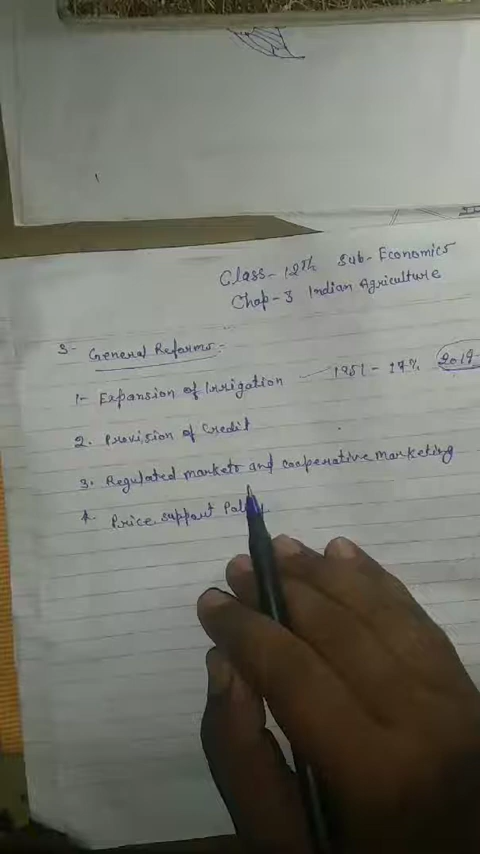 Class-12th Sub-Economics
Chap-3 Indian Agriculture
3- General Reforms:-
1- Expansion of Irrigation - 1951 - 17% 2019-
2. Provision of Credit
3. Regulated markets and cooperative marketing
4- Price support Policy